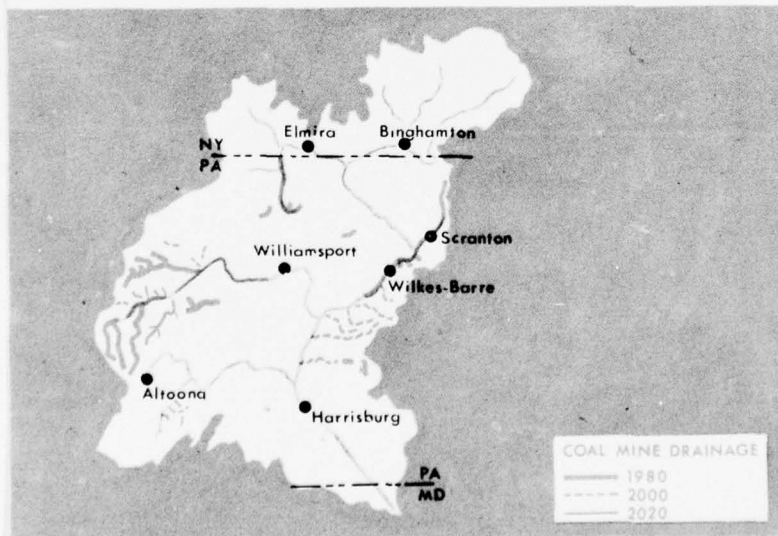 Elmira
Binghamton
NY
PA
Scranton
Williamsport
Wilkes-Barre
Altoona
Harrisburg
PA
MD
COAL MINE DRAINAGE
1980
2000
2020